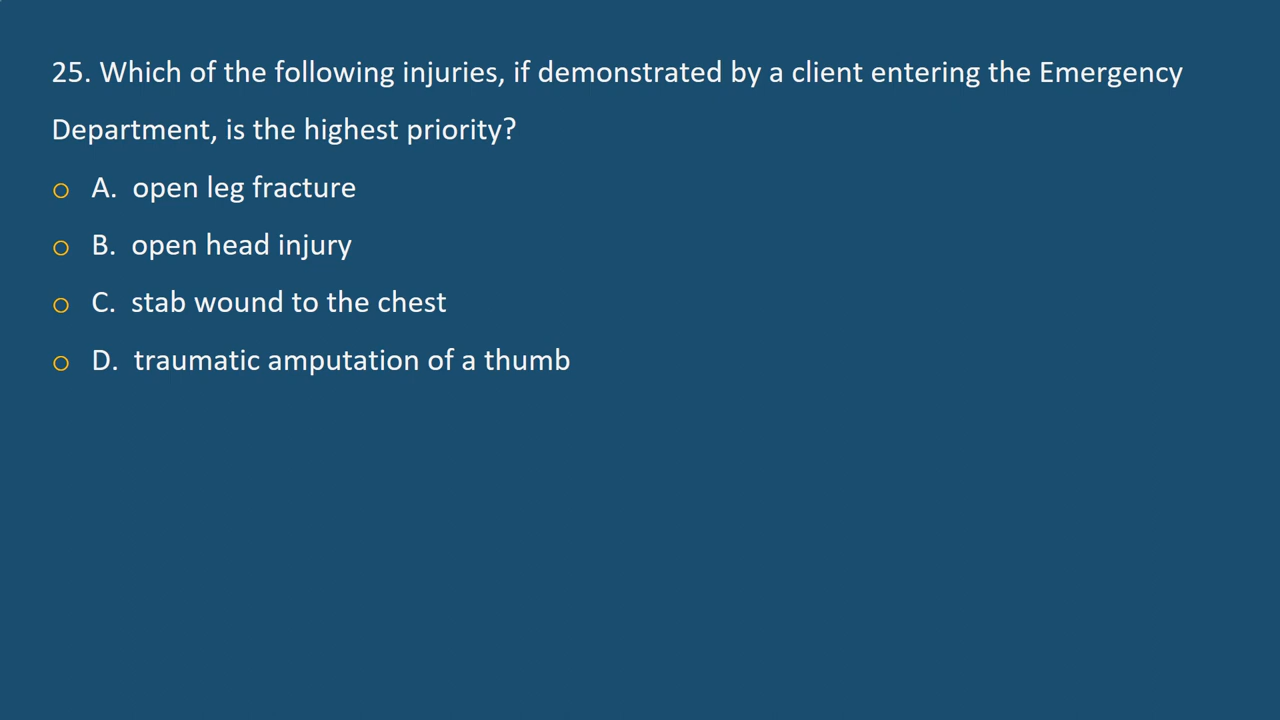 25. Which of the following injuries, if demonstrated by a client entering the Emergency
Department, is the highest priority?
A. open leg fracture
B. open head injury
C. stab wound to the chest
D. traumatic amputation of a thumb